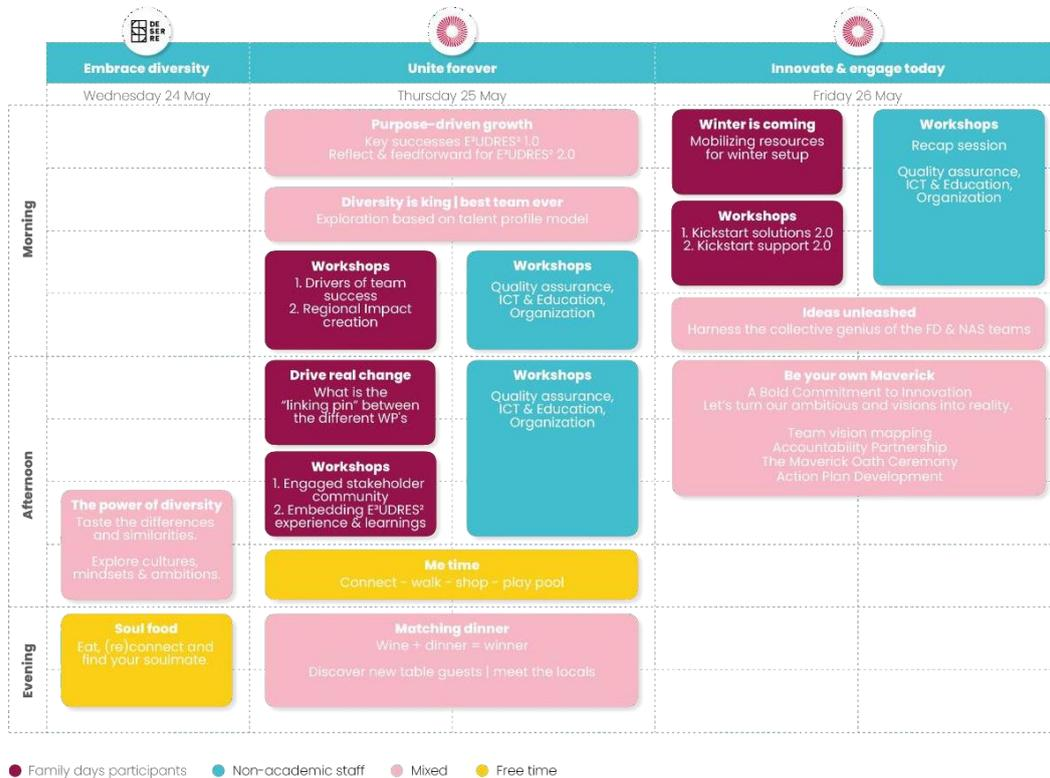 DE
SER
RE
Embrace diversity
Unite forever
Innovate & engage today
Wednesday 24 May
Thursday 25 May
Friday 26 May
Morning
Purpose-driven growth
Key successes E³UDRES² 1.0
Reflect & feedforward for E³UDRES² 2.0
Diversity is king | best team ever
Exploration based on talent profile model
Workshops
1. Drivers of team
success
2. Regional Impact
creation
Workshops
Quality assurance,
ICT & Education,
Organization
Winter is coming
Mobilizing resources
for winter setup
Workshops
1. Kickstart solutions 2.0
2. Kickstart support 2.0
Workshops
Recap session
Quality assurance,
ICT & Education,
Organization
Ideas unleashed
Harness the collective genius of the FD & NAS teams
Afternoon
The power of diversity
Taste the differences
and similarities.
Explore cultures,
mindsets & ambitions.
Drive real change
What is the
“linking pin” between
the different WP's
Workshops
1. Engaged stakeholder
community
2. Embedding E³UDRES²
experience & learnings
Workshops
Quality assurance,
ICT & Education,
Organization
Me time
Connect - walk - shop - play pool
Be your own Maverick
A Bold Commitment to Innovation
Let’s turn our ambitious and visions into reality.
Team vision mapping
Accountability Partnership
The Maverick Oath Ceremony
Action Plan Development
Evening
Soul food
Eat, (re)connect and
find your soulmate.
Matching dinner
Wine + dinner = winner
Discover new table guests | meet the locals
Family days participants
Non-academic staff
Mixed
Free time